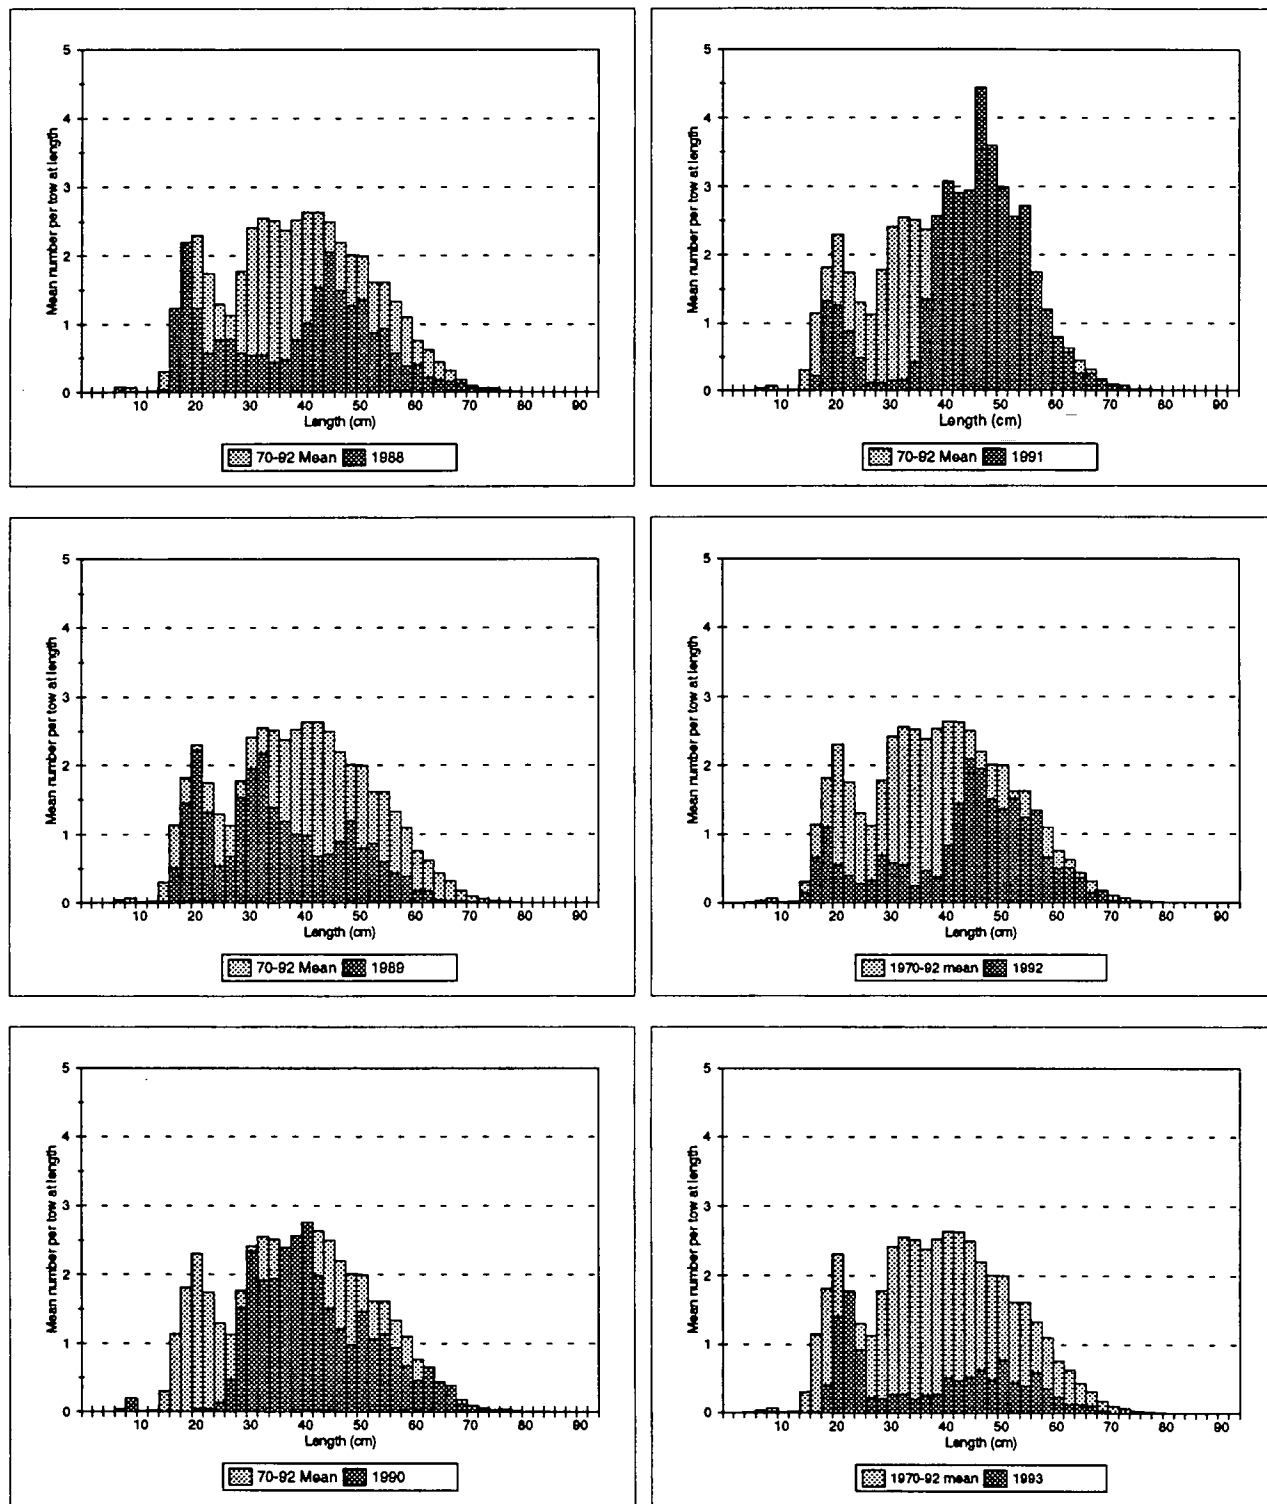 5
4
3
2
1
0
Mean number per tow at length
10 20 30 40 50 60 70 80 90
Length (cm)
70-92 Mean 1988
5
4
3
2
1
0
Mean number per tow at length
10 20 30 40 50 60 70 80 90
Length (cm)
70-92 Mean 1991
5
4
3
2
1
0
Mean number per tow at length
10 20 30 40 50 60 70 80 90
Length (cm)
70-92 Mean 1989
5
4
3
2
1
0
Mean number per tow at length
10 20 30 40 50 60 70 80 90
Length (cm)
1970-92 mean 1992
5
4
3
2
1
0
Mean number per tow at length
10 20 30 40 50 60 70 80 90
Length (cm)
70-92 Mean 1990
5
4
3
2
1
0
Mean number per tow at length
10 20 30 40 50 60 70 80 90
Length (cm)
1970-92 mean 1993